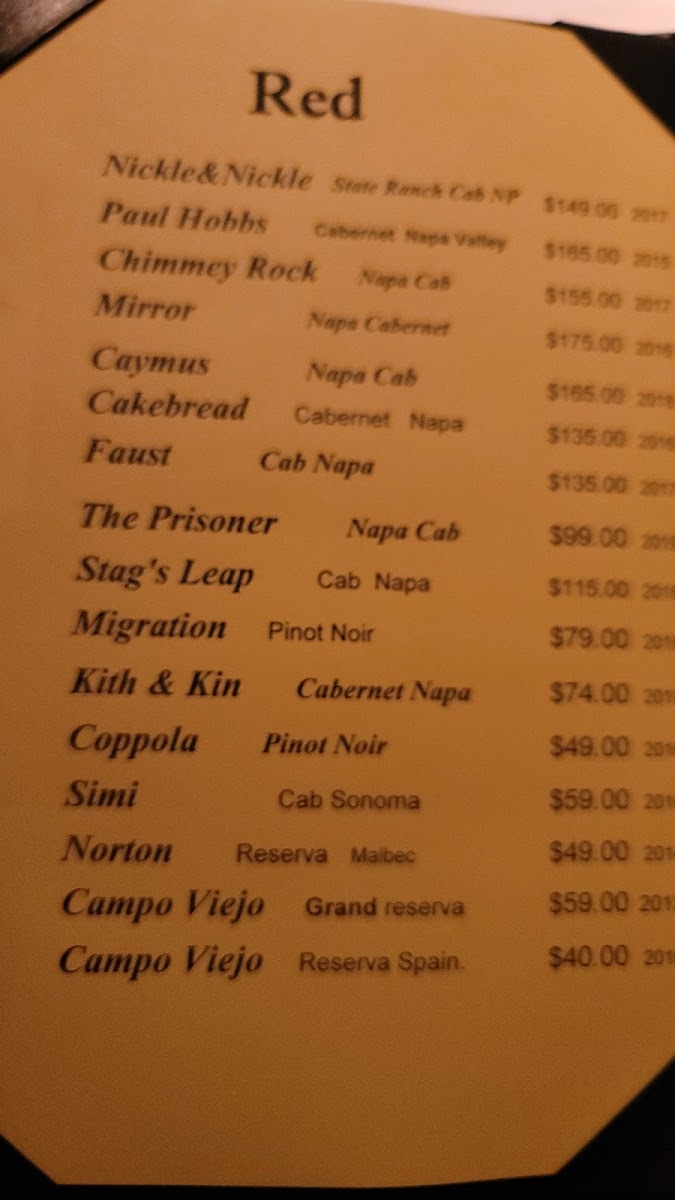 Red
Nickle&Nickle State Ranch Cab NP $149.00 2017
Paul Hobbs Cabernet Napa Valley $165.00
Chimmey Rock Napa Cab $155.00 2017
Mirror Napa Cabernet $175.00
Caymus Napa Cab $165.00
Cakebread Cabernet Napa $135.00
Faust Cab Napa $135.00
The Prisoner Napa Cab $99.00
Stag's Leap Cab Napa $115.00
Migration Pinot Noir $79.00
Kith & Kin Cabernet Napa $74.00
Coppola Pinot Noir $49.00
Simi Cab Sonoma $59.00
Norton Reserva Malbec $49.00
Campo Viejo Grand reserva $59.00
Campo Viejo Reserva Spain. $40.00